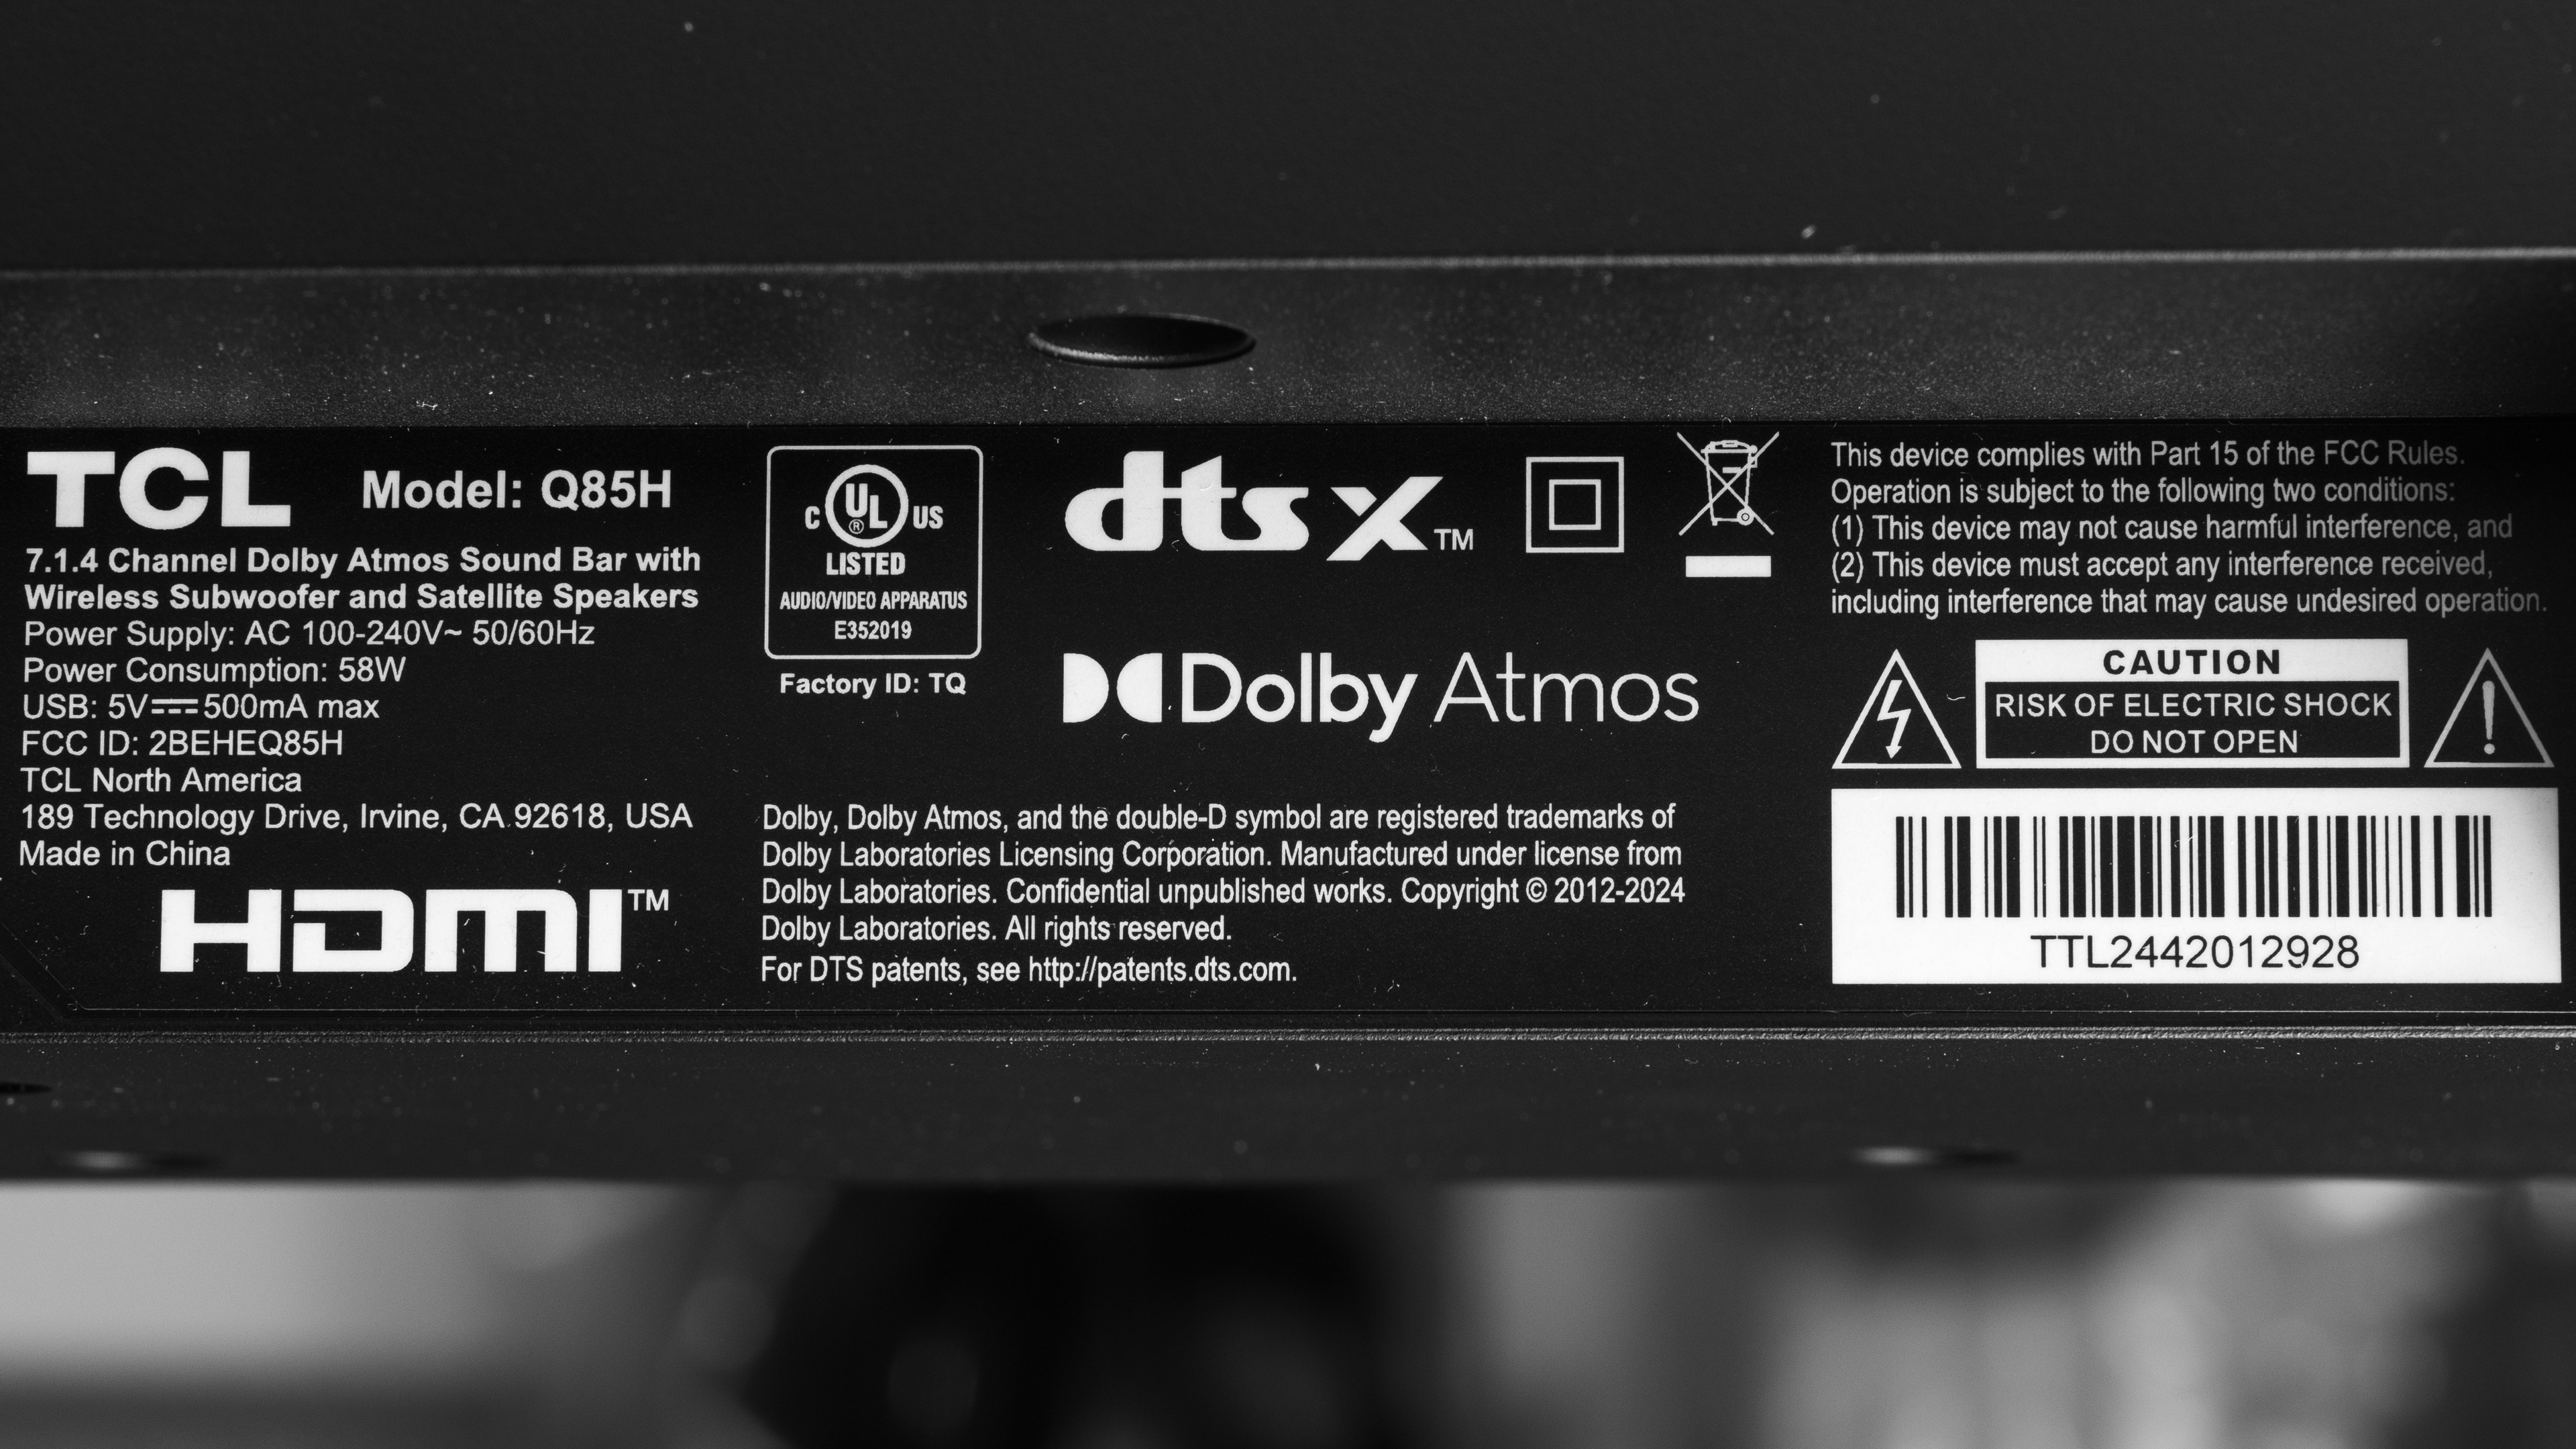 TCL Model: Q85H
7.1.4 Channel Dolby Atmos Sound Bar with
Wireless Subwoofer and Satellite Speakers
Power Supply: AC 100-240V~ 50/60Hz
Power Consumption: 58W
USB: 5V⎓500mA max
FCC ID: 2BEHEQ85H
TCL North America
189 Technology Drive, Irvine, CA 92618, USA
Made in China
HDMI™
C UL® US
LISTED
AUDIO/VIDEO APPARATUS
E352019
Factory ID: TQ
dts x™
Dolby Atmos
Dolby, Dolby Atmos, and the double-D symbol are registered trademarks of
Dolby Laboratories Licensing Corporation. Manufactured under license from
Dolby Laboratories. Confidential unpublished works. Copyright © 2012-2024
Dolby Laboratories. All rights reserved.
For DTS patents, see http://patents.dts.com.
This device complies with Part 15 of the FCC Rules.
Operation is subject to the following two conditions:
(1) This device may not cause harmful interference, and
(2) This device must accept any interference received,
including interference that may cause undesired operation.
CAUTION
RISK OF ELECTRIC SHOCK
DO NOT OPEN
TTL2442012928